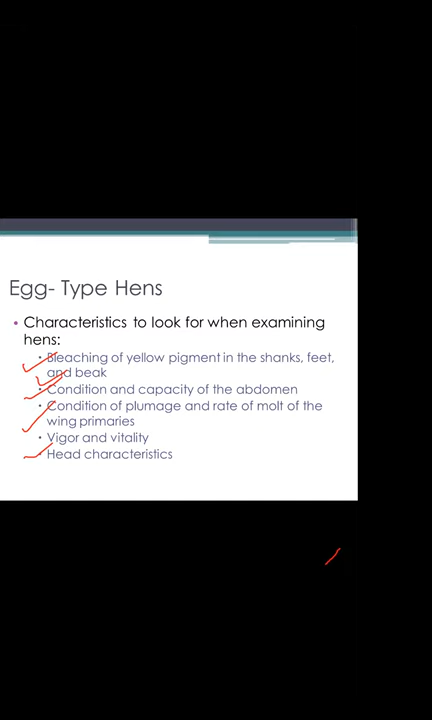 Egg- Type Hens
• Characteristics to look for when examining
hens:
• Bleaching of yellow pigment in the shanks, feet,
and beak
• Condition and capacity of the abdomen
• Condition of plumage and rate of molt of the
wing primaries
• Vigor and vitality
• Head characteristics